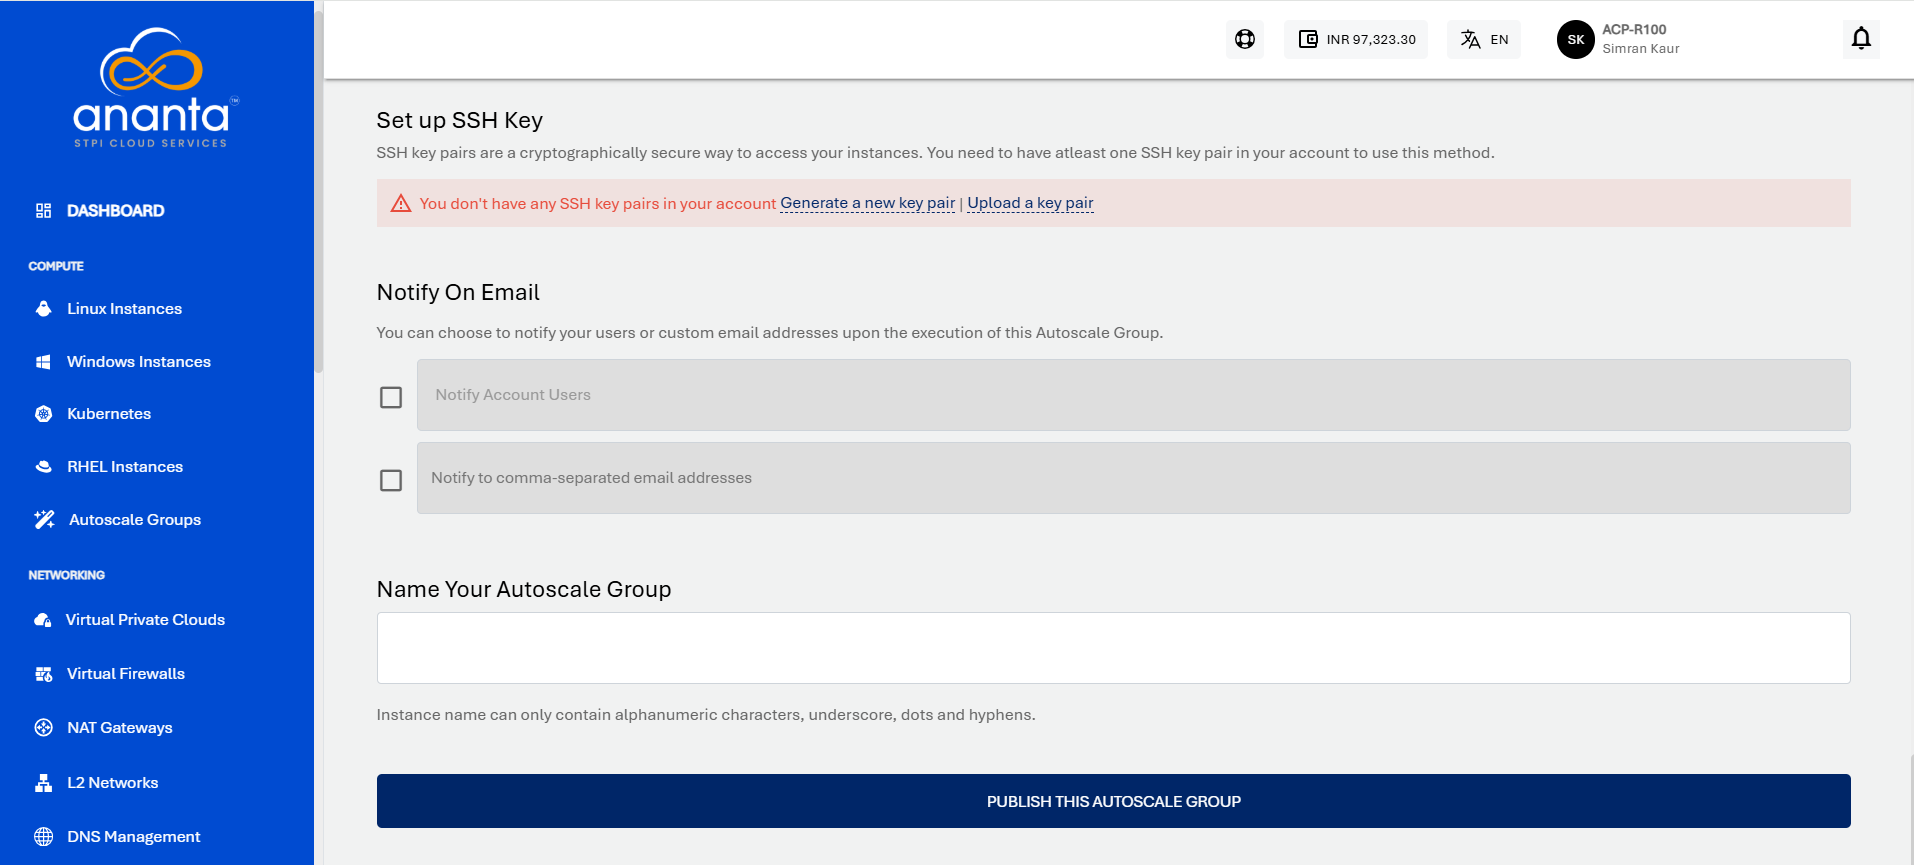 ananta
TM
STPI CLOUD SERVICES
DASHBOARD
COMPUTE
Linux Instances
Windows Instances
Kubernetes
RHEL Instances
Autoscale Groups
NETWORKING
Virtual Private Clouds
Virtual Firewalls
NAT Gateways
L2 Networks
DNS Management
INR 97,323.30
EN
SK
ACP-R100
Simran Kaur
Set up SSH Key
SSH key pairs are a cryptographically secure way to access your instances. You need to have atleast one SSH key pair in your account to use this method.
You don't have any SSH key pairs in your account Generate a new key pair | Upload a key pair
Notify On Email
You can choose to notify your users or custom email addresses upon the execution of this Autoscale Group.
Notify Account Users
Notify to comma-separated email addresses
Name Your Autoscale Group
Instance name can only contain alphanumeric characters, underscore, dots and hyphens.
PUBLISH THIS AUTOSCALE GROUP